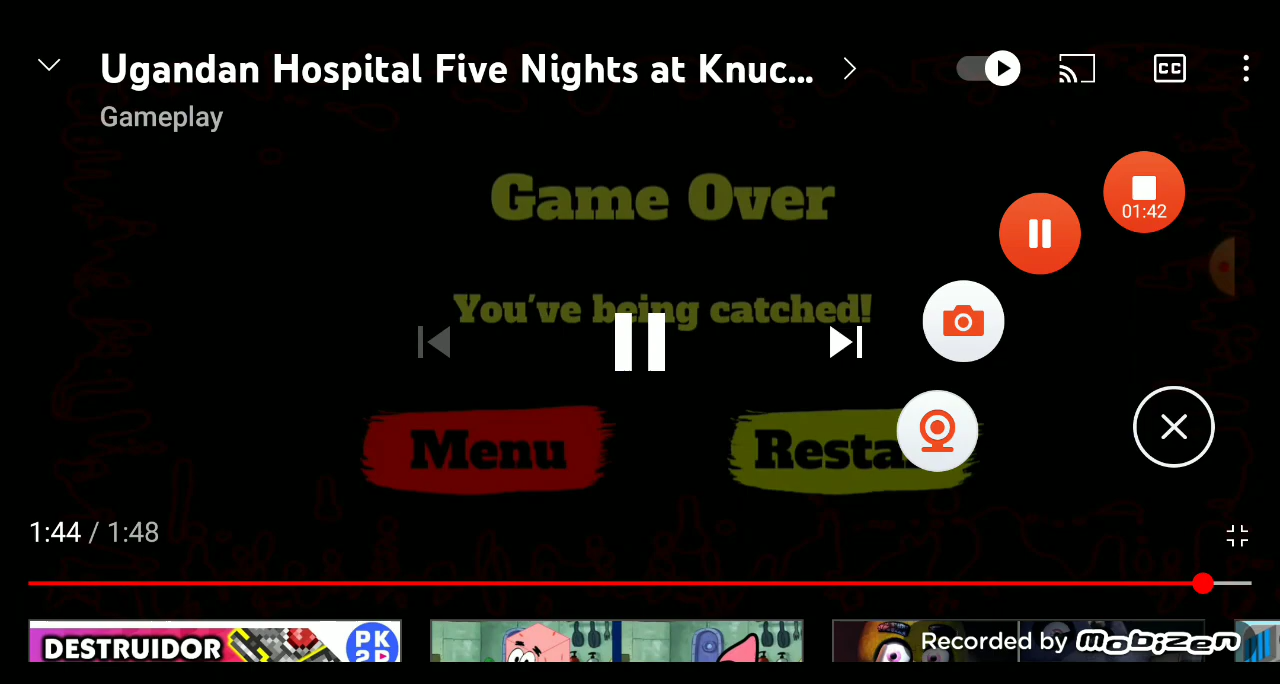 Ugandan Hospital Five Nights at Knuc...
Gameplay
Game Over
01:42
You've being catched!
Menu
Resta
1:44 / 1:48
DESTRUIDOR
PK
Recorded by Mobizen